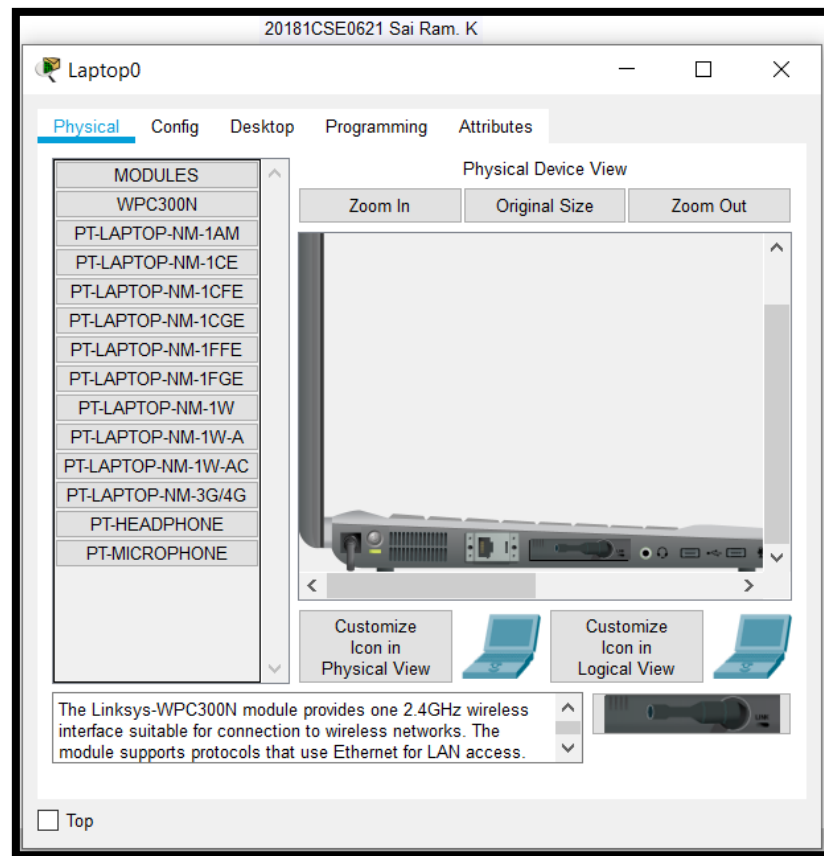 20181CSE0621 Sai Ram. K
Laptop0
Physical Config Desktop Programming Attributes
MODULES
WPC300N
PT-LAPTOP-NM-1AM
PT-LAPTOP-NM-1CE
PT-LAPTOP-NM-1CFE
PT-LAPTOP-NM-1CGE
PT-LAPTOP-NM-1FFE
PT-LAPTOP-NM-1FGE
PT-LAPTOP-NM-1W
PT-LAPTOP-NM-1W-A
PT-LAPTOP-NM-1W-AC
PT-LAPTOP-NM-3G/4G
PT-HEADPHONE
PT-MICROPHONE
Physical Device View
Zoom In Original Size Zoom Out
Customize
Icon in
Physical View
Customize
Icon in
Logical View
The Linksys-WPC300N module provides one 2.4GHz wireless
interface suitable for connection to wireless networks. The
module supports protocols that use Ethernet for LAN access.
LINK
Top